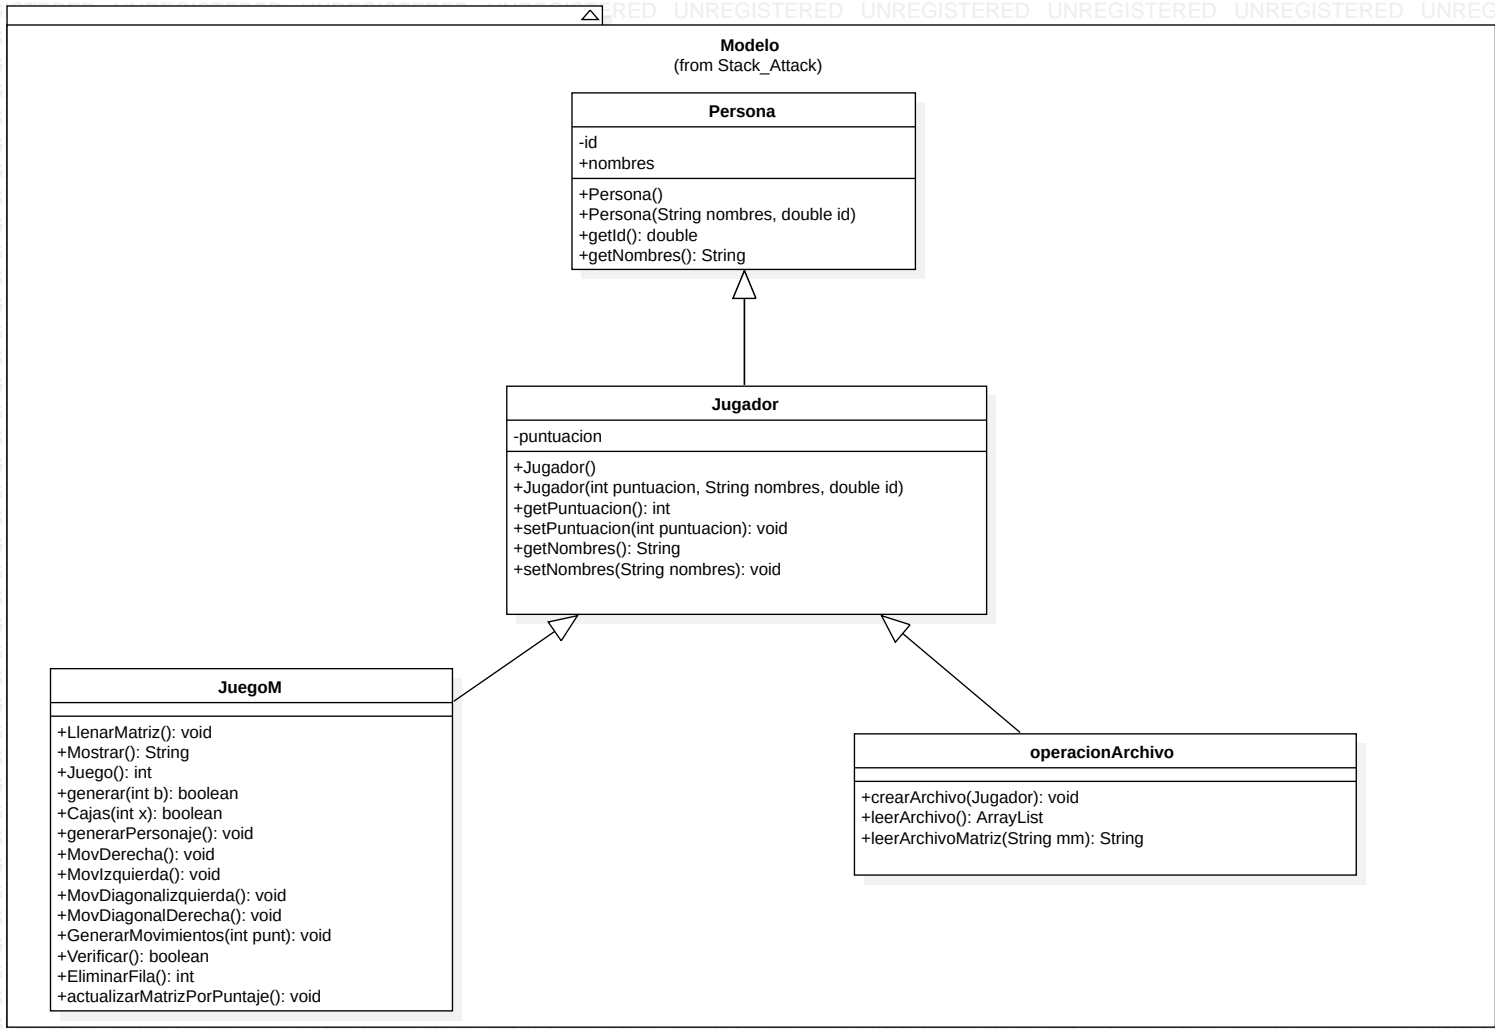 RED UNREGISTERED UNREGISTERED UNREGISTERED UNREGISTERED
Modelo
(from Stack_Attack)
Persona
-id
+nombres
+Persona()
+Persona(String nombres, double id)
+getId(): double
+getNombres(): String
Jugador
-puntuacion
+Jugador()
+Jugador(int puntuacion, String nombres, double id)
+getPuntuacion(): int
+setPuntuacion(int puntuacion): void
+getNombres(): String
+setNombres(String nombres): void
JuegoM
+LlenarMatriz(): void
+Mostrar(): String
+Juego(): int
+generar(int b): boolean
+Cajas(int x): boolean
+generarPersonaje(): void
+MovDerecha(): void
+MovIzquierda(): void
+MovDiagonalizquierda(): void
+MovDiagonalDerecha(): void
+GenerarMovimientos(int punt): void
+Verificar(): boolean
+EliminarFila(): int
+actualizarMatrizPorPuntaje(): void
operacionArchivo
+crearArchivo(Jugador): void
+leerArchivo(): ArrayList
+leerArchivoMatriz(String mm): String